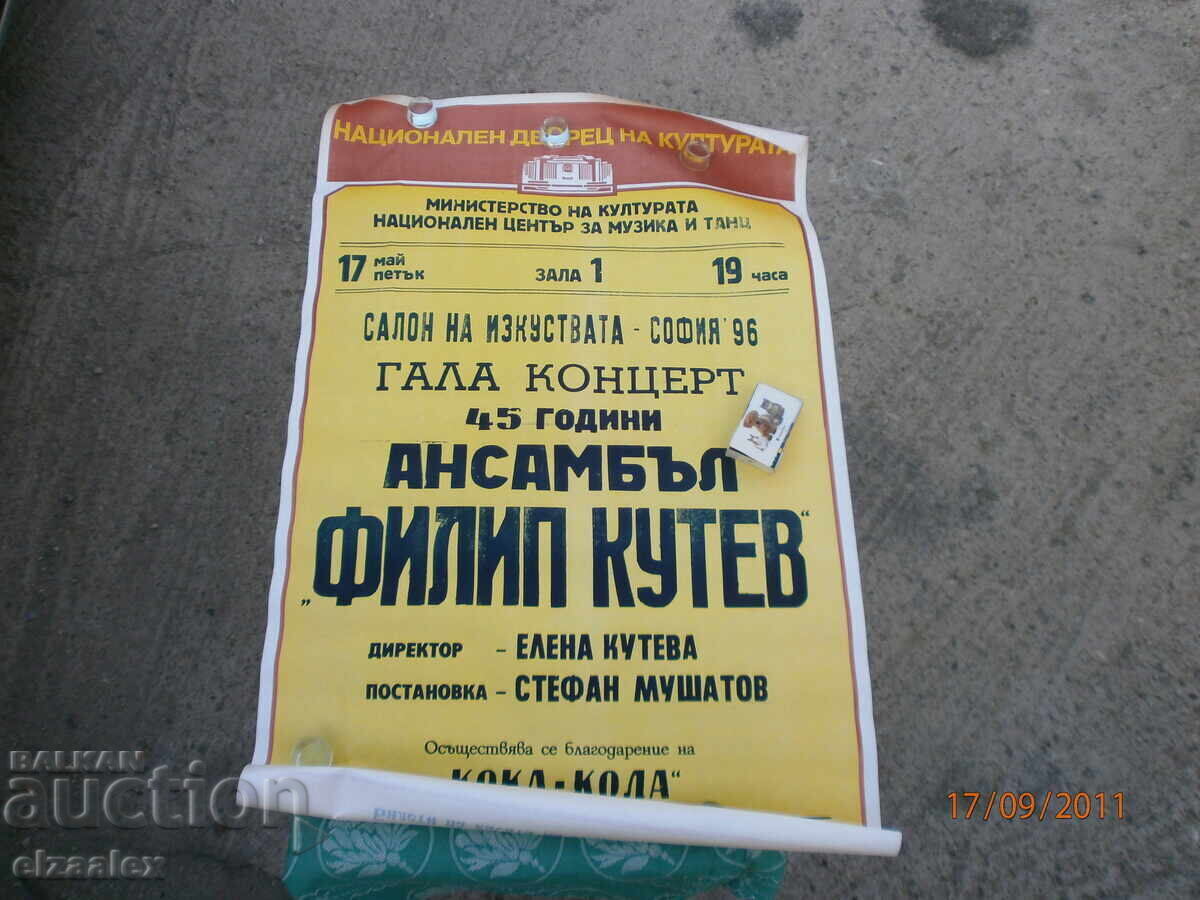 НАЦИОНАЛЕН ДВОРЕЦ НА КУЛТУРАТА
МИНИСТЕРСТВО НА КУЛТУРАТА
НАЦИОНАЛЕН ЦЕНТЪР ЗА МУЗИКА И ТАНЦ
17 май петък ЗАЛА 1 19 часа
САЛОН НА ИЗКУСТВАТА - СОФИЯ '96
ГАЛА КОНЦЕРТ
45 ГОДИНИ
АНСАМБЪЛ
„ФИЛИП КУТЕВ“
ДИРЕКТОР - ЕЛЕНА КУТЕВА
ПОСТАНОВКА - СТЕФАН МУШАТОВ
Осъществява се благодарение на
"КОКА-КОЛА"
Билети на
BALKAN
auction
elzaalex
17/09/2011